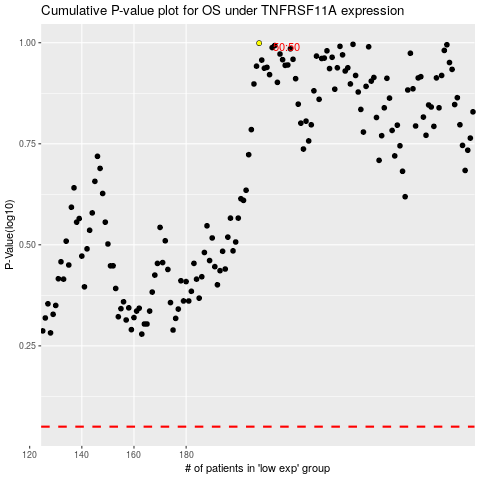 Cumulative P-value plot for OS under TNFRSF11A expression
P-Value(log10)
1.00
0.75
0.50
0.25
50:50
120 140 160 180
# of patients in 'low exp' group